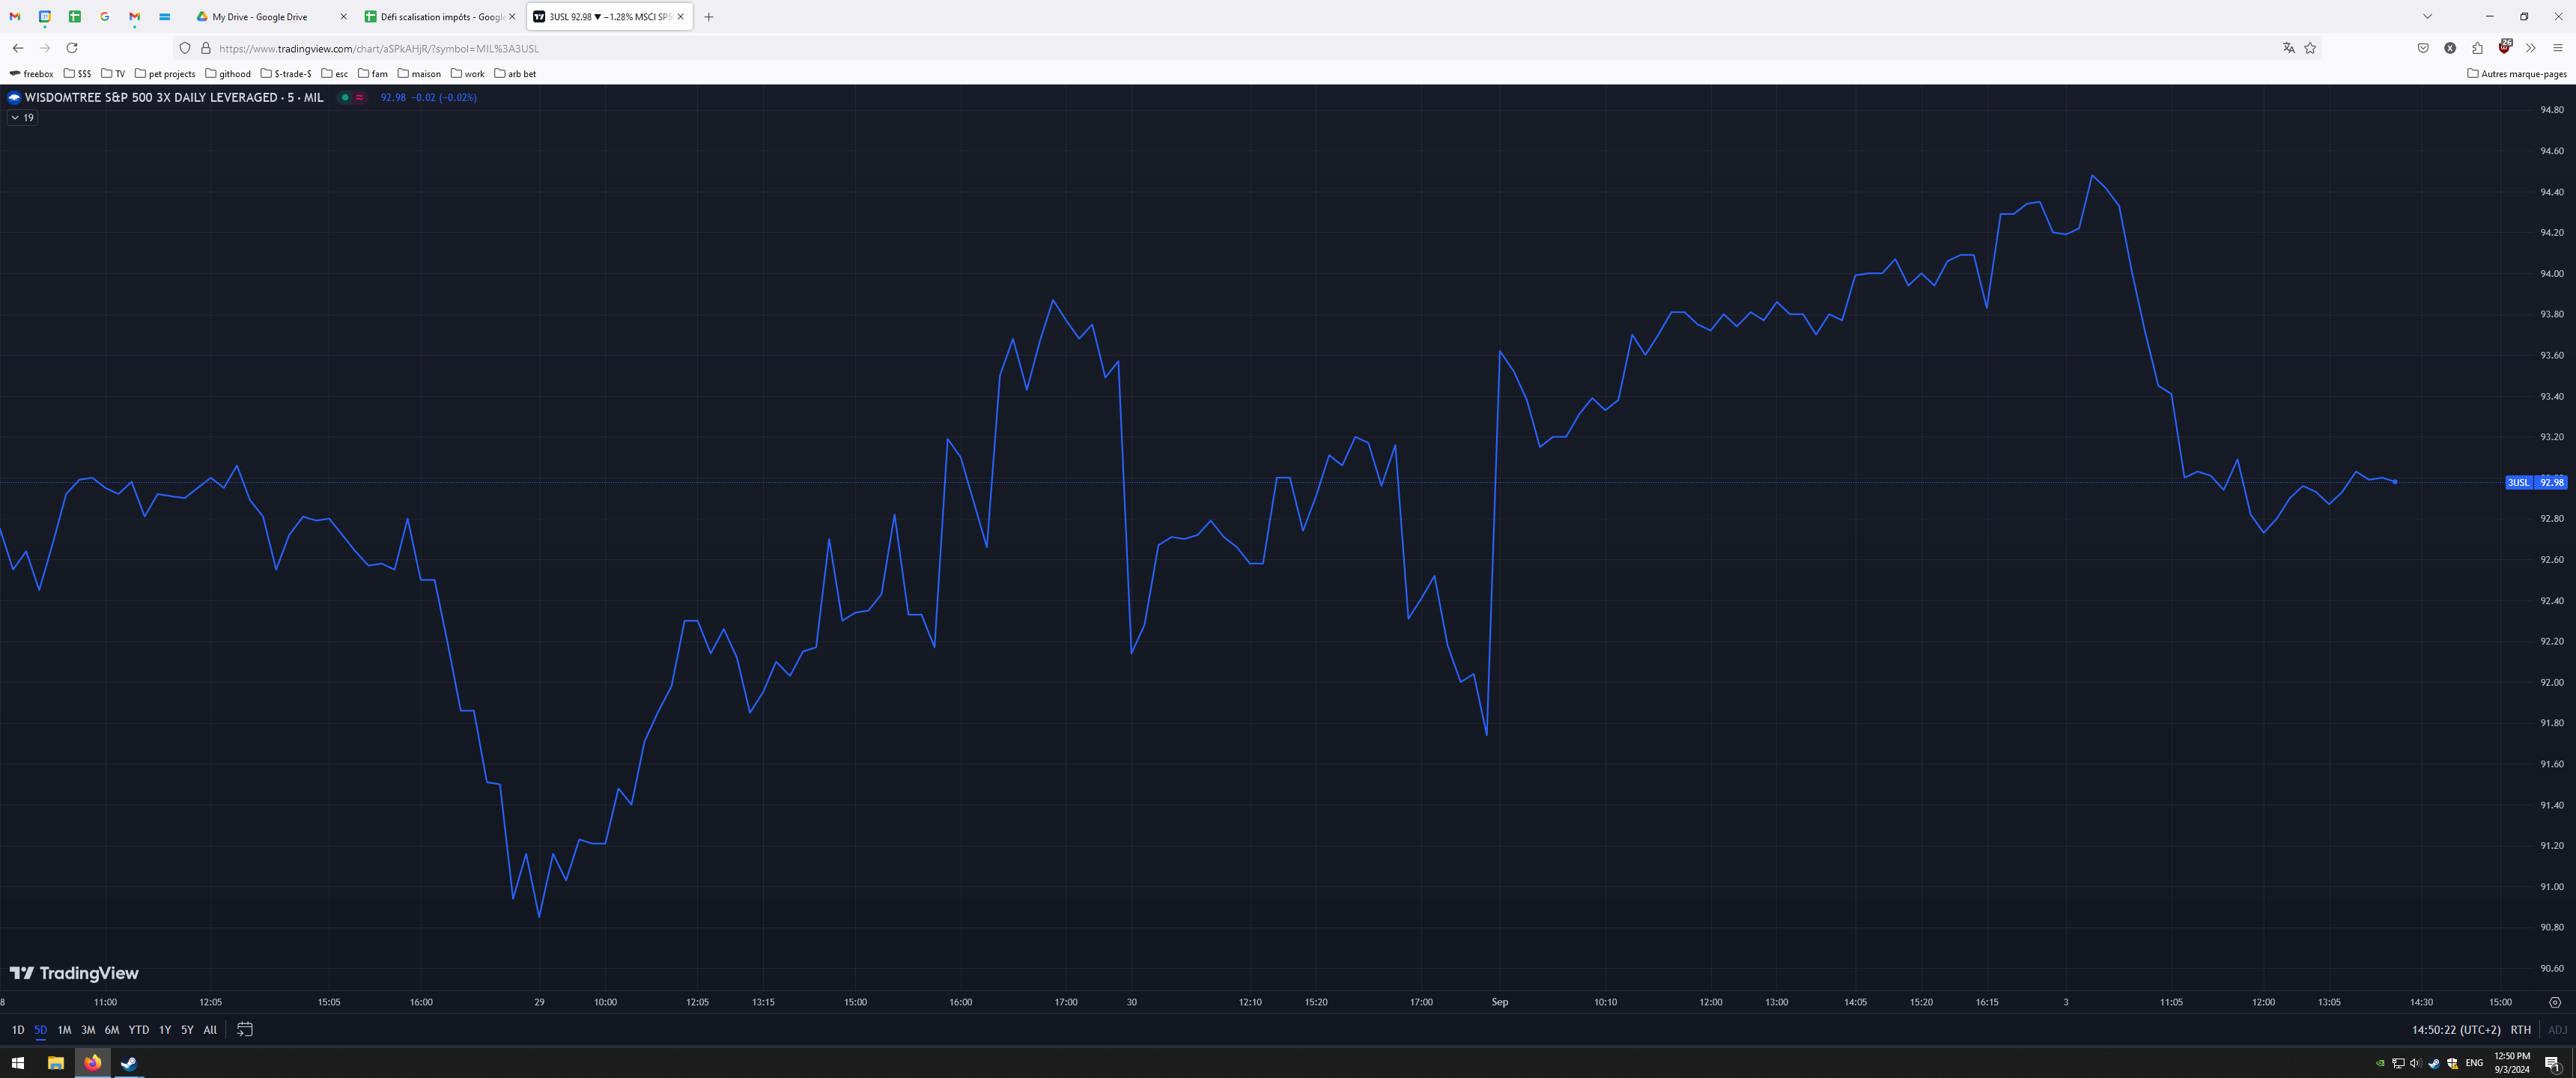 My Drive - Google Drive
Défi scalisation impôts - Google
3USL 92.98 ▼ −1.28% MSCI SP5
https://www.tradingview.com/chart/aSPkAHjR/?symbol=MIL%3A3USL
26
freebox $$$ TV pet projects githood $-trade-$ esc fam maison work arb bet Autres marque-pages
WISDOMTREE S&P 500 3X DAILY LEVERAGED · 5 · MIL 92.98 −0.02 (−0.02%)
19
94.80
94.60
94.40
94.20
94.00
93.80
93.60
93.40
93.20
3USL 92.98
92.80
92.60
92.40
92.20
92.00
91.80
91.60
91.40
91.20
91.00
90.80
90.60
TradingView
8 11:00 12:05 15:05 16:00 29 10:00 12:05 13:15 15:00 16:00 17:00 30 12:10 15:20 17:00 Sep 10:10 12:00 13:00 14:05 15:20 16:15 3 11:05 12:00 13:05 14:30 15:00
1D 5D 1M 3M 6M YTD 1Y 5Y All 14:50:22 (UTC+2) RTH ADJ
ENG 12:50 PM
9/3/2024
1